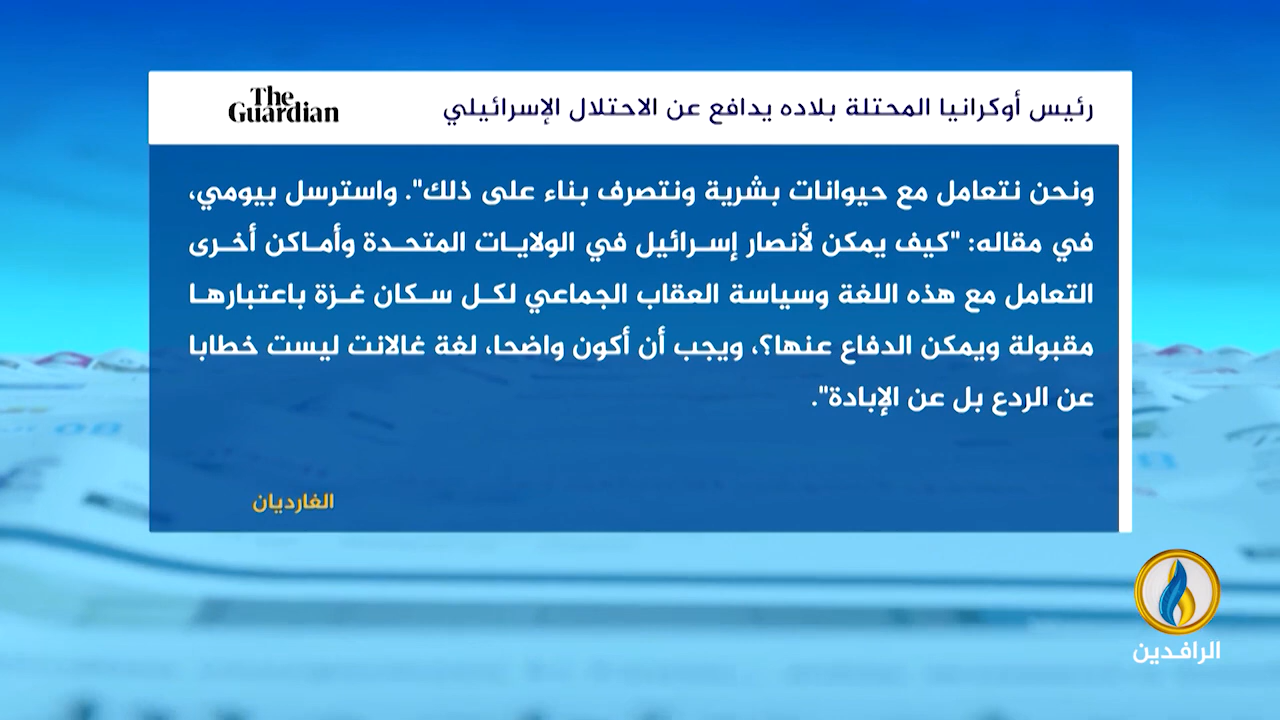 The
Guardian
رئيس أوكرانيا المحتلة بلاده يدافع عن الاحتلال الإسرائيلي
ونحن نتعامل مع حيوانات بشرية ونتصرف بناء على ذلك". واسترسل بيومي،
في مقاله: "كيف يمكن لأنصار إسرائيل في الولايات المتحدة وأماكن أخرى
التعامل مع هذه اللغة وسياسة العقاب الجماعي لكل سكان غزة باعتبارها
مقبولة ويمكن الدفاع عنها؟، ويجب أن أكون واضحا، لغة غالانت ليست خطابا
عن الردع بل عن الإبادة".
الغارديان
الرافدين